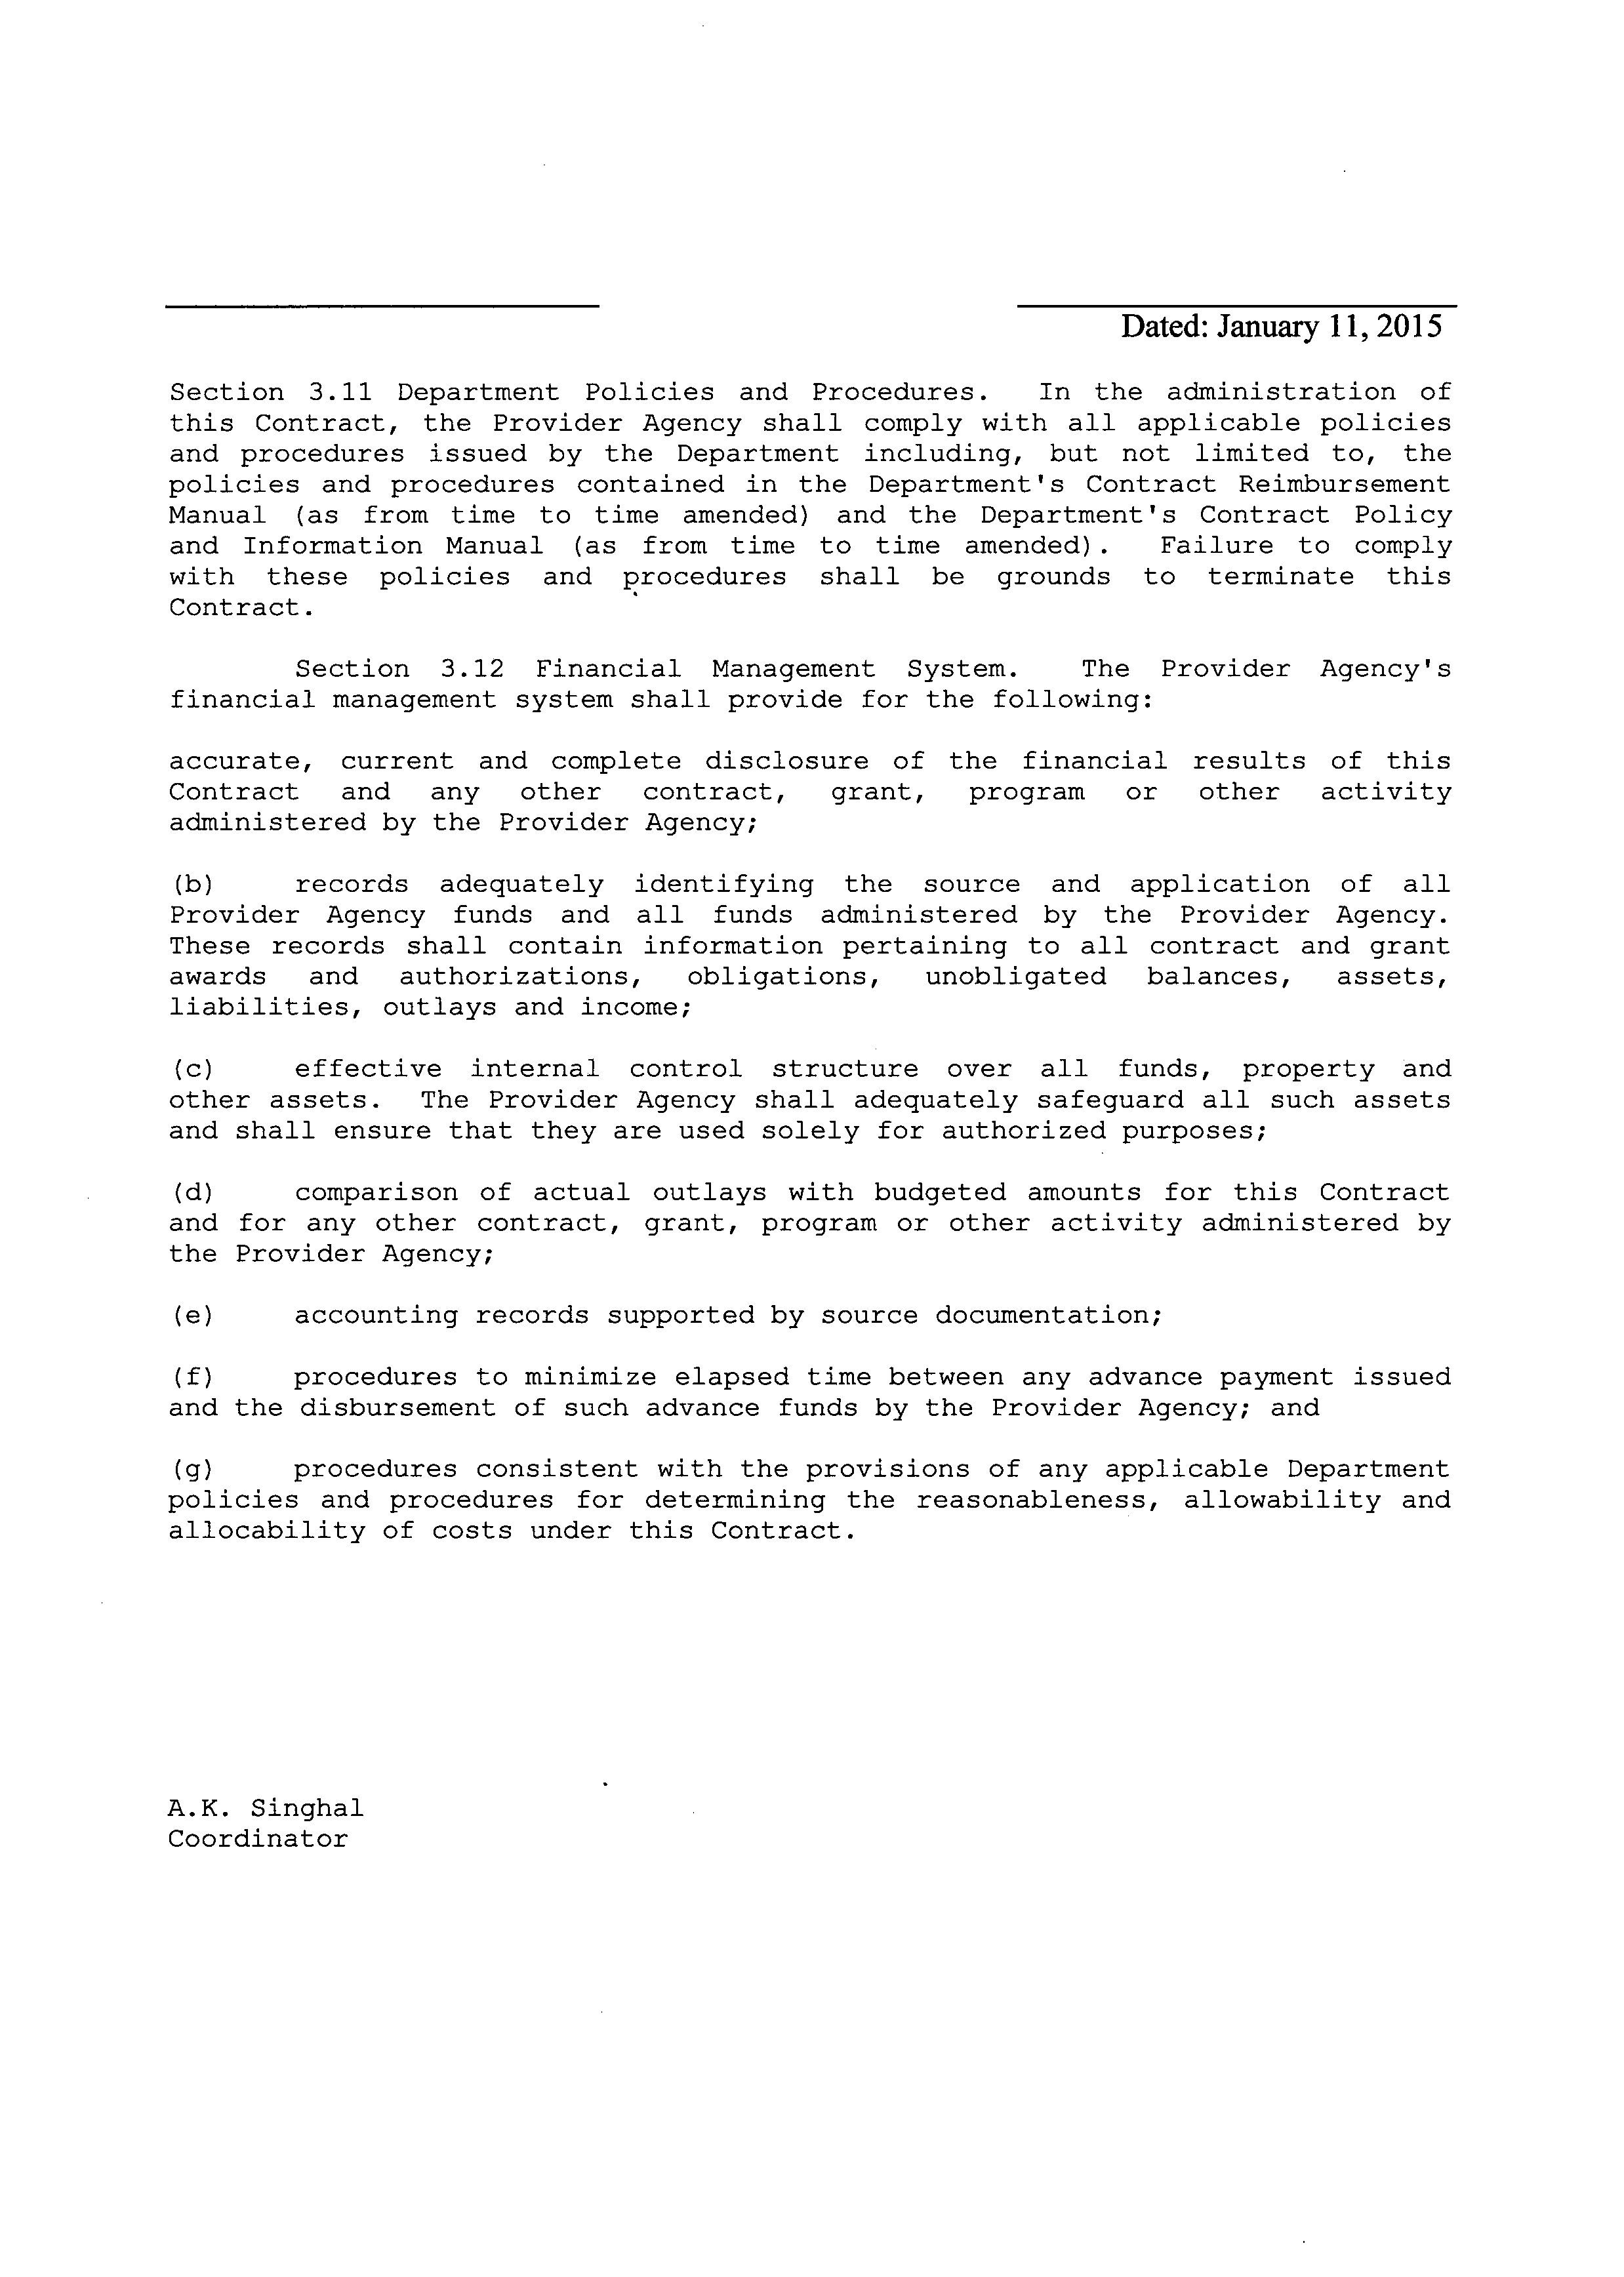 Dated: January 11, 2015
Section 3.11 Department Policies and Procedures. In the administration of
this Contract, the Provider Agency shall comply with all applicable policies
and procedures issued by the Department including, but not limited to, the
policies and procedures contained in the Department's Contract Reimbursement
Manual (as from time to time amended) and the Department's Contract Policy
and Information Manual (as from time to time amended). Failure to comply
with these policies and procedures shall be grounds to terminate this
Contract.
Section 3.12 Financial Management System. The Provider Agency's
financial management system shall provide for the following:
accurate, current and complete disclosure of the financial results of this
Contract and any other contract, grant, program or other activity
administered by the Provider Agency;
(b) records adequately identifying the source and application of all
Provider Agency funds and all funds administered by the Provider Agency.
These records shall contain information pertaining to all contract and grant
awards and authorizations, obligations, unobligated balances, assets,
liabilities, outlays and income;
(c) effective internal control structure over all funds, property and
other assets. The Provider Agency shall adequately safeguard all such assets
and shall ensure that they are used solely for authorized purposes;
(d) comparison of actual outlays with budgeted amounts for this Contract
and for any other contract, grant, program or other activity administered by
the Provider Agency;
(e) accounting records supported by source documentation;
(f) procedures to minimize elapsed time between any advance payment issued
and the disbursement of such advance funds by the Provider Agency; and
(g) procedures consistent with the provisions of any applicable Department
policies and procedures for determining the reasonableness, allowability and
allocability of costs under this Contract.
A.K. Singhal
Coordinator